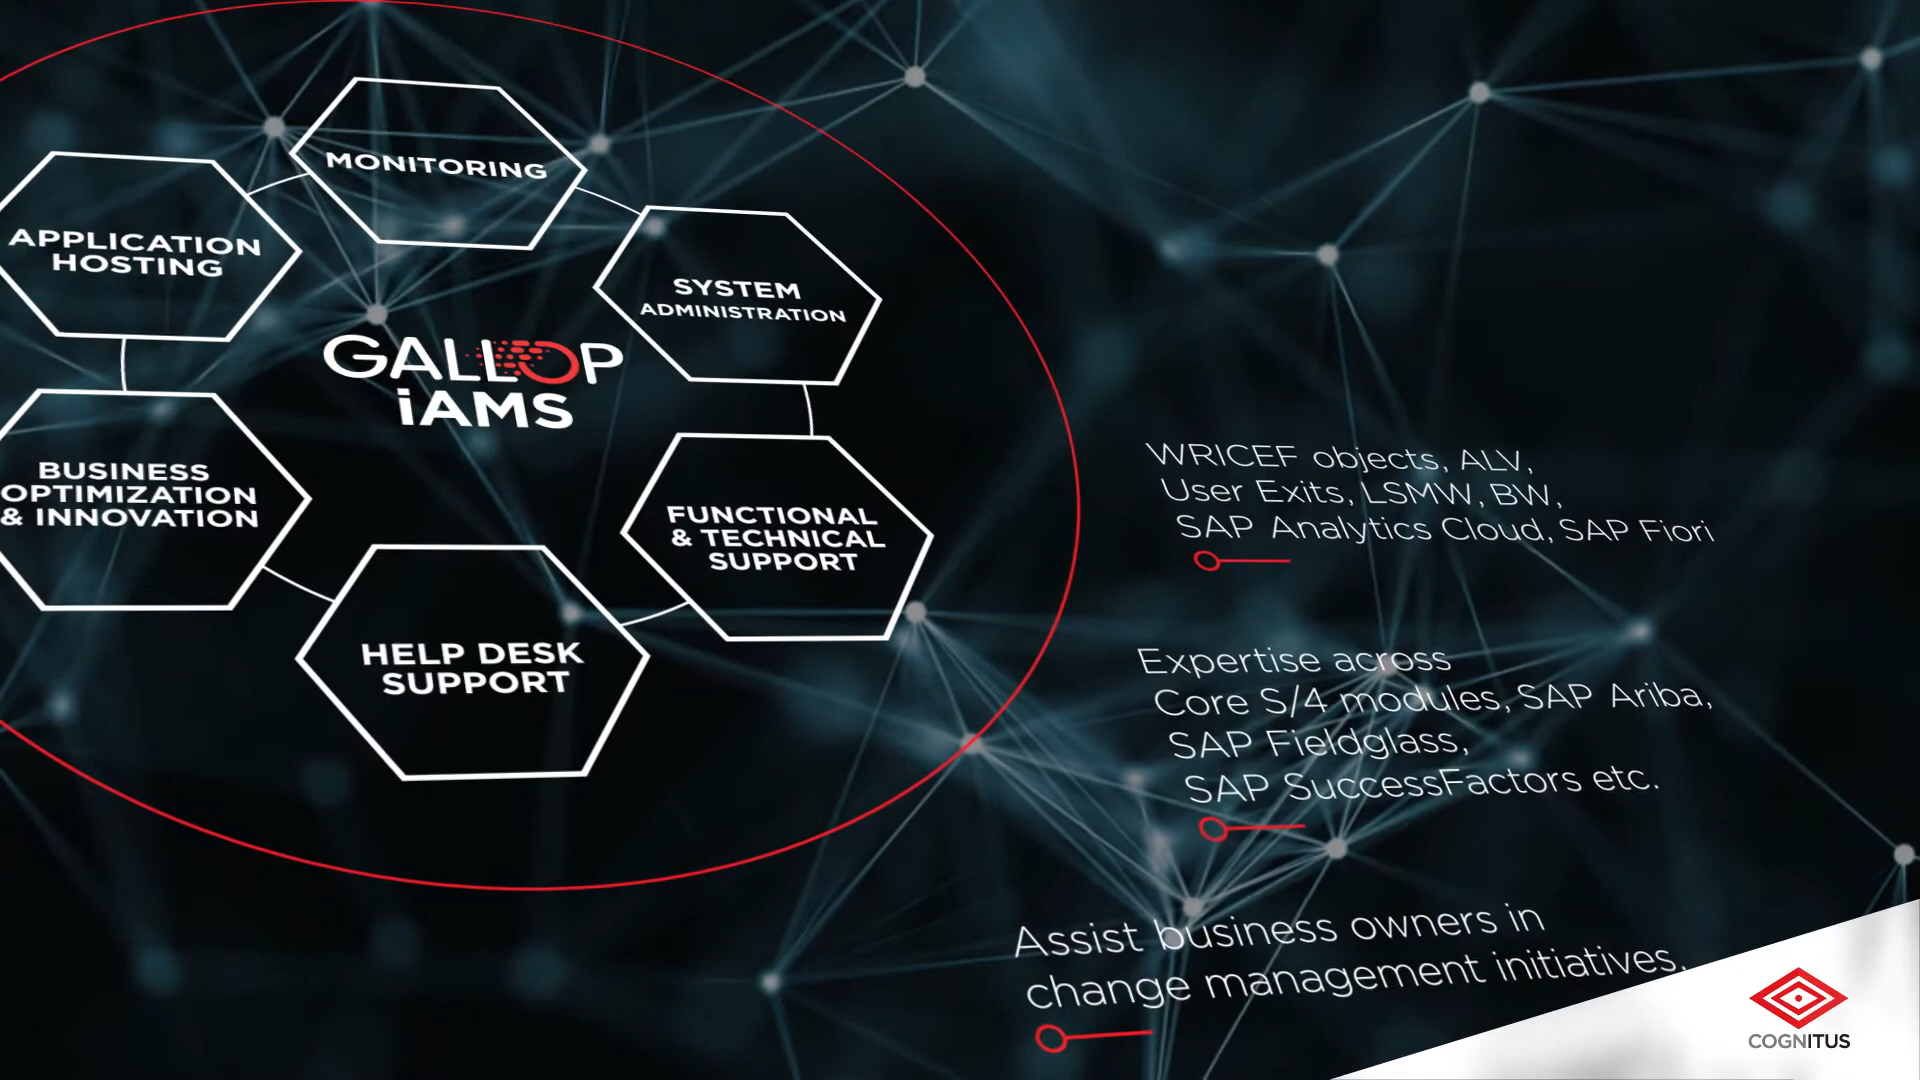 MONITORING
APPLICATION
HOSTING
SYSTEM
ADMINISTRATION
GALLOP
iAMS
BUSINESS
OPTIMIZATION
& INNOVATION
FUNCTIONAL
& TECHNICAL
SUPPORT
HELP DESK
SUPPORT
WRICEF objects, ALV,
User Exits, LSMW, BW,
SAP Analytics Cloud, SAP Fiori
Expertise across
Core S/4 modules, SAP Ariba,
SAP Fieldglass,
SAP SuccessFactors etc.
Assist business owners in
change management initiatives.
COGNITUS